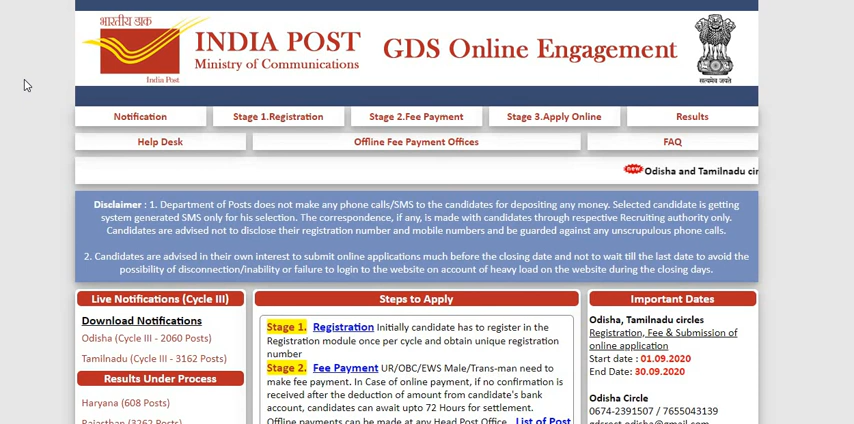 भारतीय डाक
India Post
INDIA POST
Ministry of Communications
GDS Online Engagement
सत्यमेव जयते
Notification
Stage 1.Registration
Stage 2.Fee Payment
Stage 3.Apply Online
Results
Help Desk
Offline Fee Payment Offices
FAQ
new Odisha and Tamilnadu cir
Disclaimer : 1. Department of Posts does not make any phone calls/SMS to the candidates for depositing any money. Selected candidate is getting
system generated SMS only for his selection. The correspondence, if any, is made with candidates through respective Recruiting authority only.
Candidates are advised not to disclose their registration number and mobile numbers and be guarded against any unscrupulous phone calls.
2. Candidates are advised in their own interest to submit online applications much before the closing date and not to wait till the last date to avoid the
possibility of disconnection/inability or failure to login to the website on account of heavy load on the website during the closing days.
Live Notifications (Cycle III)
Download Notifications
Odisha (Cycle III - 2060 Posts)
Tamilnadu (Cycle III - 3162 Posts)
Results Under Process
Haryana (608 Posts)
Rajasthan (3262 Posts)
Steps to Apply
Stage 1. Registration Initially candidate has to register in the
Registration module once per cycle and obtain unique registration
number
Stage 2. Fee Payment UR/OBC/EWS Male/Trans-man need to
make fee payment. In Case of online payment, if no confirmation is
received after the deduction of amount from candidate's bank
account, candidates can await upto 72 Hours for settlement.
Offline payments can be made at any Head Post Office. List of Post
Important Dates
Odisha, Tamilnadu circles
Registration, Fee & Submission of
online application
Start date : 01.09.2020
End Date: 30.09.2020
Odisha Circle
0674-2391507 / 7655043139
gdsrect.odisha@gmail.com